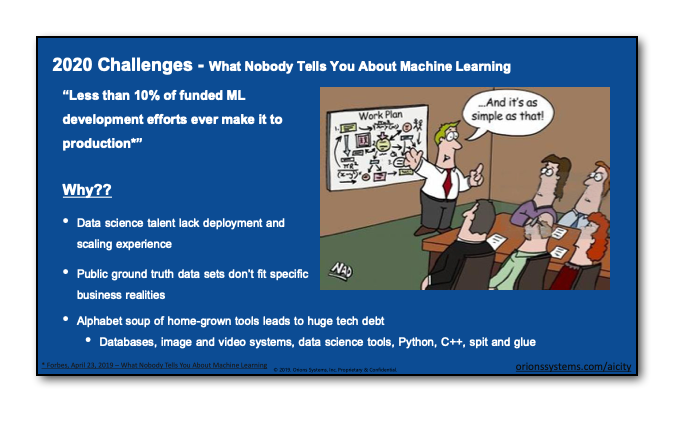 2020 Challenges - What Nobody Tells You About Machine Learning
“Less than 10% of funded ML
development efforts ever make it to
production*”
Why??
• Data science talent lack deployment and
scaling experience
• Public ground truth data sets don’t fit specific
business realities
• Alphabet soup of home-grown tools leads to huge tech debt
• Databases, image and video systems, data science tools, Python, C++, spit and glue
Work Plan
...And it's as
simple as that!
NAD
* Forbes, April 23, 2019 – What Nobody Tells You About Machine Learning
© 2019 Orions Systems, Inc. Proprietary & Confidential
orionssystems.com/aicity